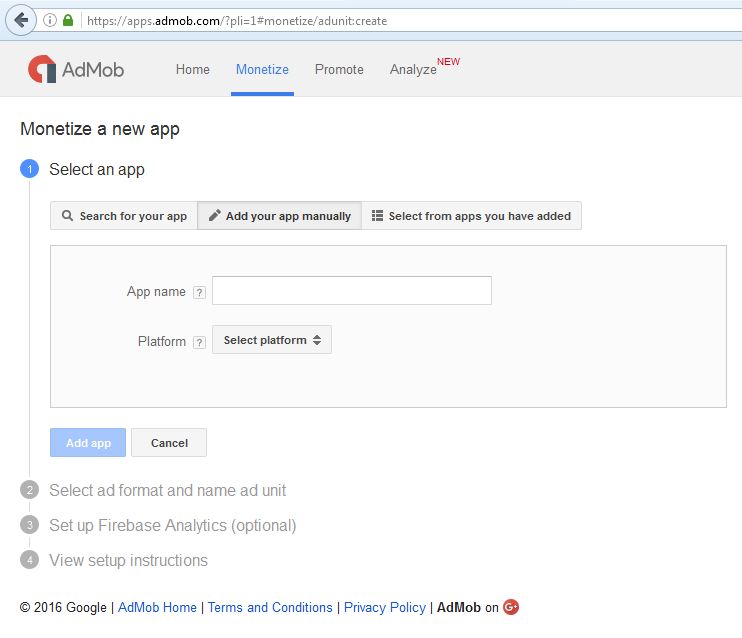 https://apps.admob.com/?pli=1#monetize/adunit:create
AdMob Home Monetize Promote Analyze NEW
Monetize a new app
1 Select an app
Search for your app Add your app manually Select from apps you have added
App name ?
Platform ? Select platform
Add app Cancel
2 Select ad format and name ad unit
3 Set up Firebase Analytics (optional)
4 View setup instructions
© 2016 Google | AdMob Home | Terms and Conditions | Privacy Policy | AdMob on G+